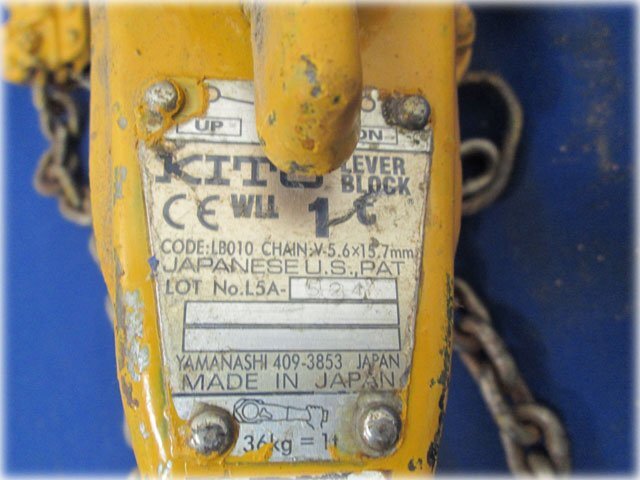 UP
KITO LEVER
BLOCK
CE WLL 1 t
CODE:LB010 CHAIN:V-5.6×15.7mm
JAPANESE U.S., PAT
LOT No.L5A-
YAMANASHI 409-3853 JAPAN
MADE IN JAPAN
36kg = 1t